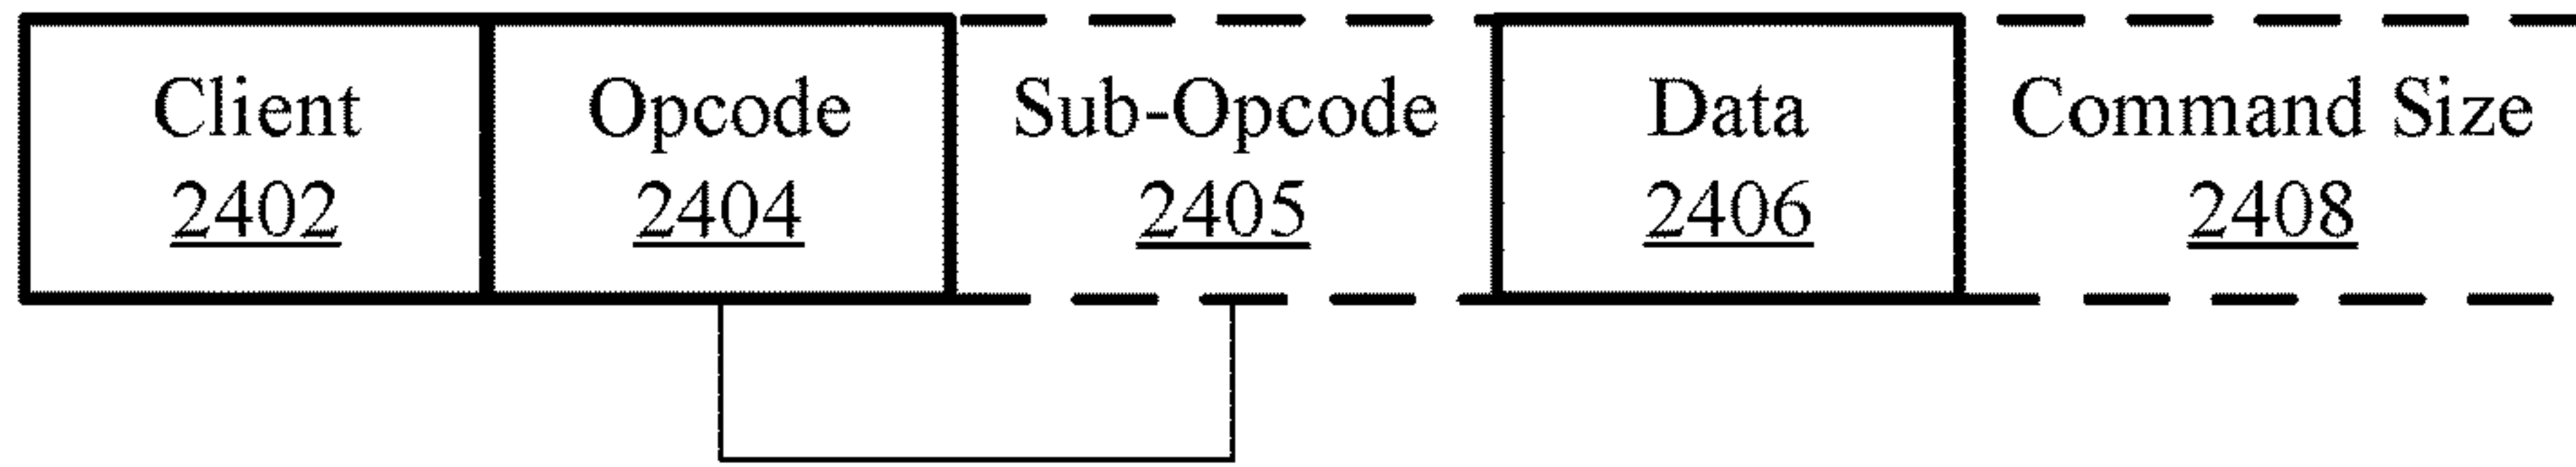 Client Opcode Sub-Opcode Data Command Size
2402 2404 2405 2406 2408